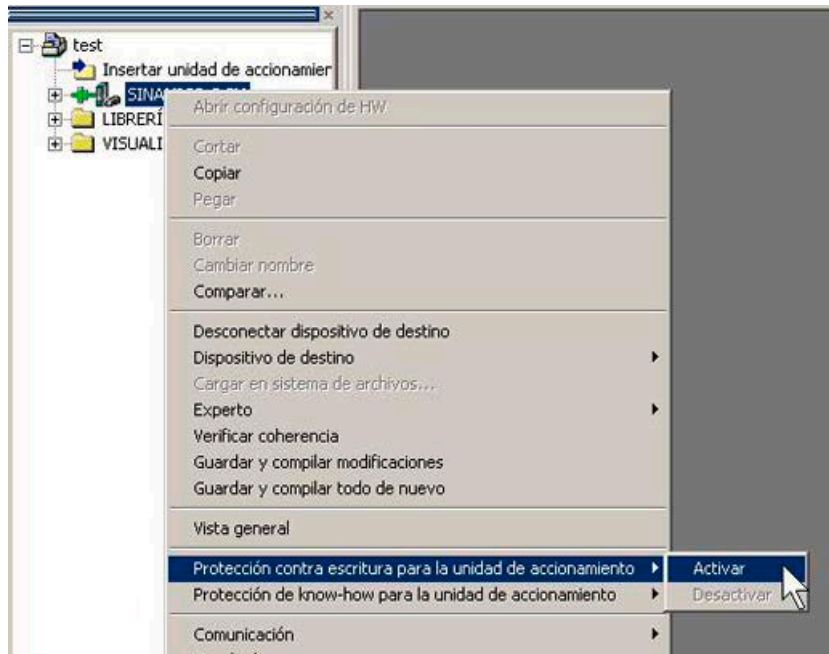 test
Insertar unidad de accionamier
SINA
LIBRERÍ
VISUALI
Abrir configuración de HW
Cortar
Copiar
Pegar
Borrar
Cambiar nombre
Comparar...
Desconectar dispositivo de destino
Dispositivo de destino
Cargar en sistema de archivos...
Experto
Verificar coherencia
Guardar y compilar modificaciones
Guardar y compilar todo de nuevo
Vista general
Protección contra escritura para la unidad de accionamiento
Activar
Protección de know-how para la unidad de accionamiento
Desactivar
Comunicación